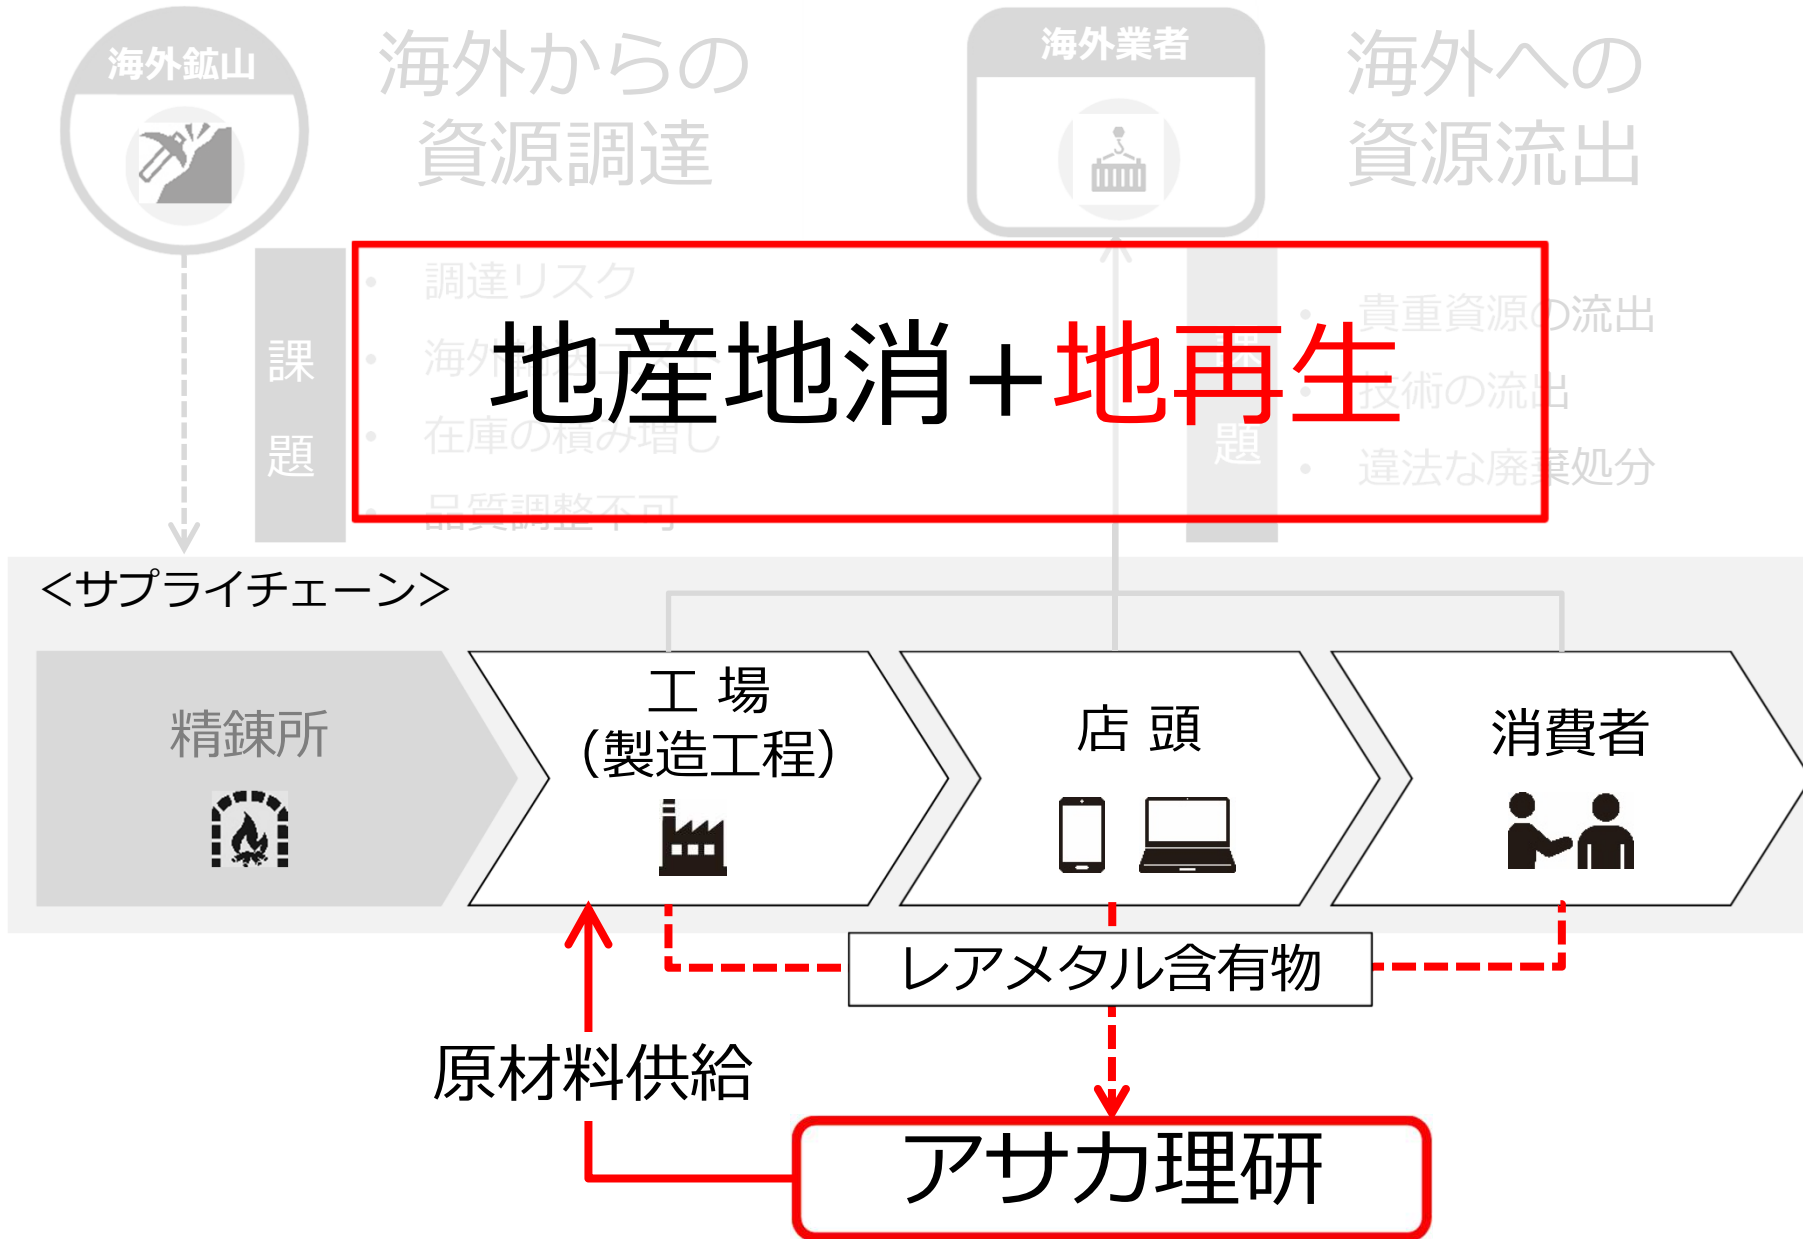 海外鉱山
海外からの
資源調達
海外業者
海外への
資源流出
課
題
• 調達リスク
• 在庫の積み増し
• 品質調整不可
地産地消+地再生
課
題
• 貴重資源の流出
• 技術の流出
• 違法な廃棄処分
<サプライチェーン>
精錬所
工 場
（製造工程）
店 頭
消費者
レアメタル含有物
原材料供給
アサカ理研